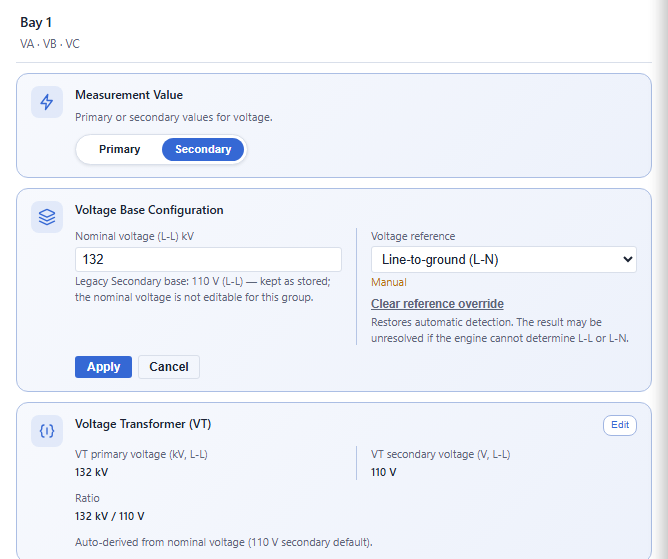 Bay 1
VA · VB · VC
Measurement Value
Primary or secondary values for voltage.
Primary Secondary
Voltage Base Configuration
Nominal voltage (L-L) kV
132
Legacy Secondary base: 110 V (L-L) — kept as stored;
the nominal voltage is not editable for this group.
Voltage reference
Line-to-ground (L-N)
Manual
Clear reference override
Restores automatic detection. The result may be
unresolved if the engine cannot determine L-L or L-N.
Apply Cancel
Voltage Transformer (VT)
Edit
VT primary voltage (kV, L-L)
132 kV
VT secondary voltage (V, L-L)
110 V
Ratio
132 kV / 110 V
Auto-derived from nominal voltage (110 V secondary default).